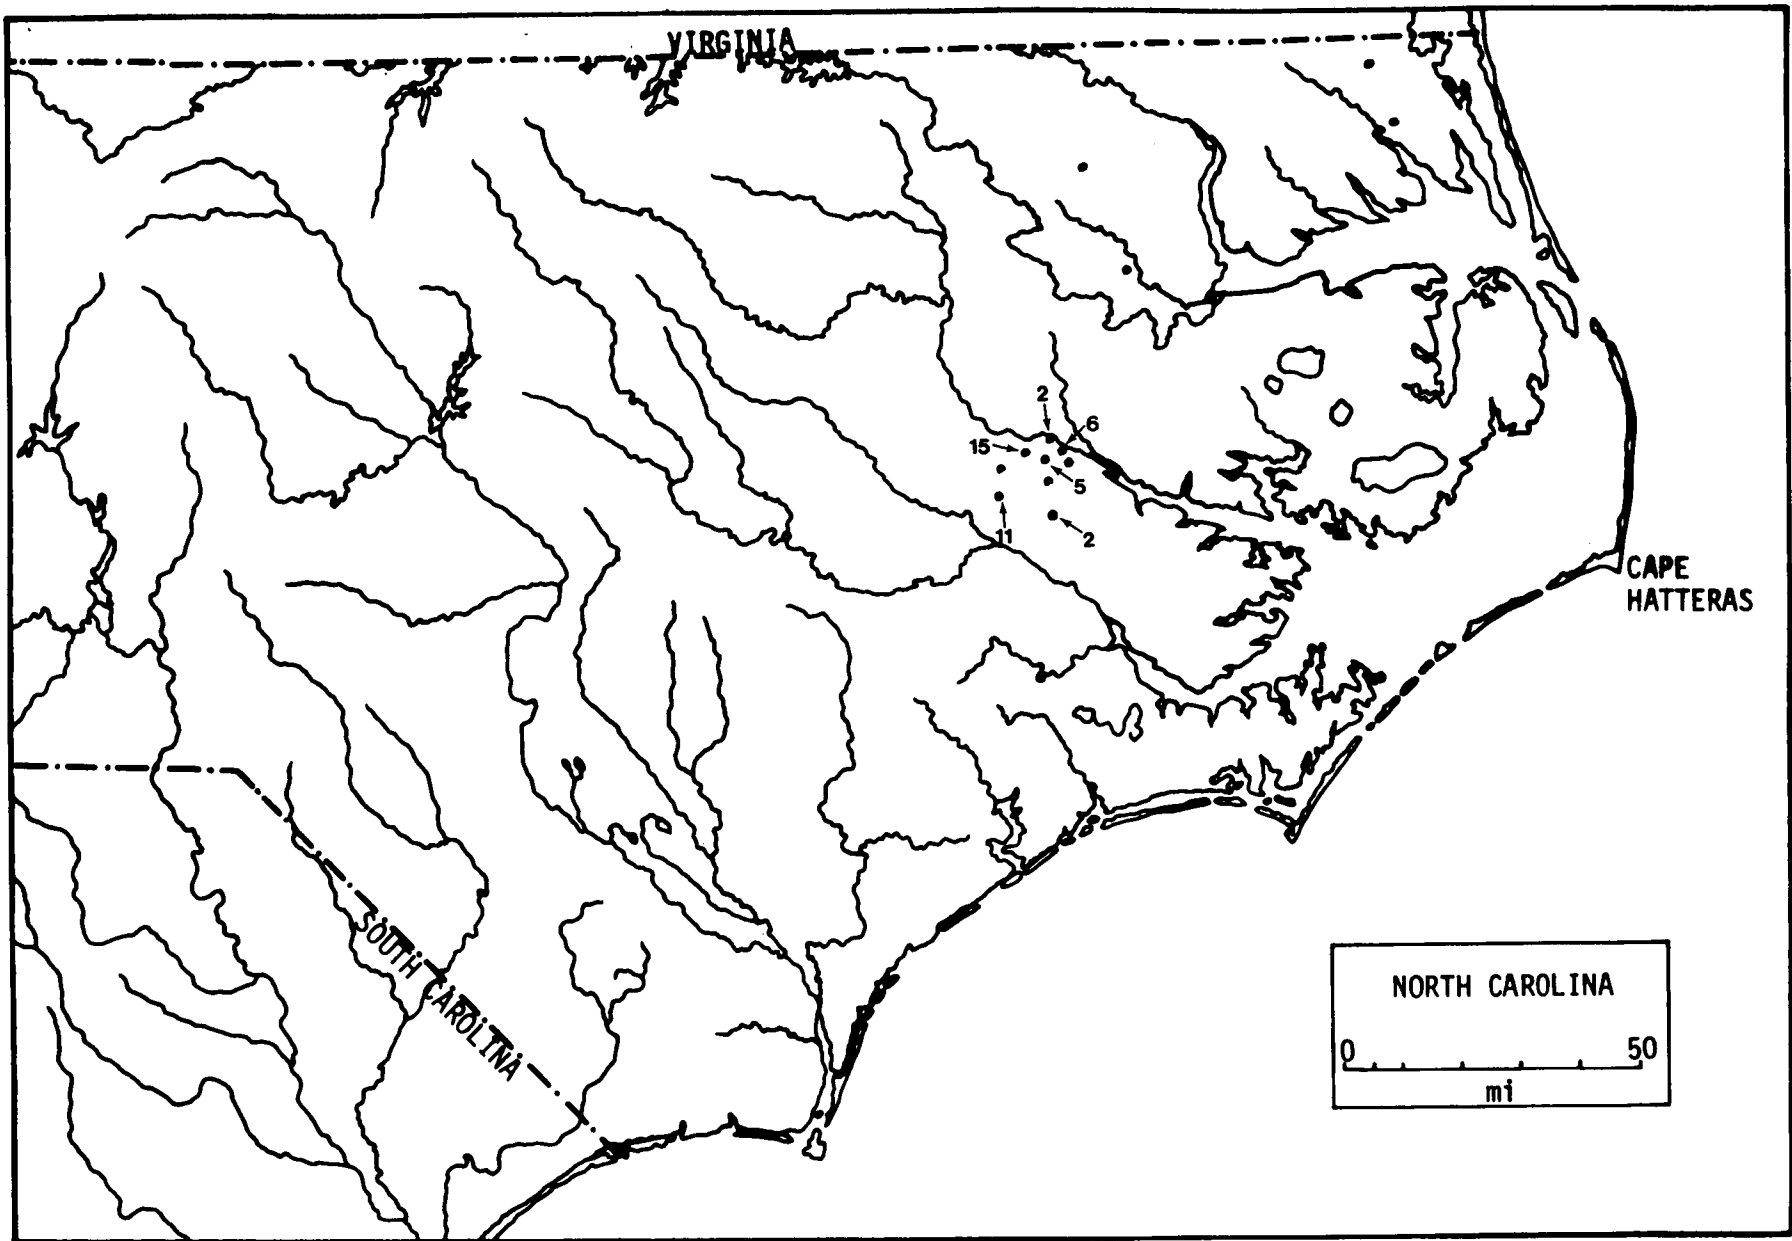 VIRGINIA
2
6
15
5
11
2
CAPE
HATTERAS
SOUTH CAROLINA
NORTH CAROLINA
0 50
mi